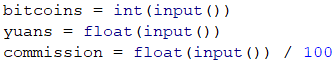 bitcoins = int(input())
yuans = float(input())
commission = float(input()) / 100